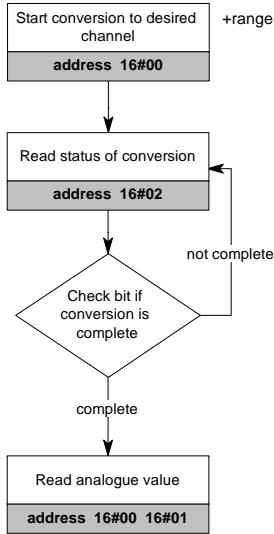 Start conversion to desired
channel
+range
address 16#00
Read status of conversion
address 16#02
not complete
Check bit if
conversion is
complete
complete
Read analogue value
address 16#00 16#01